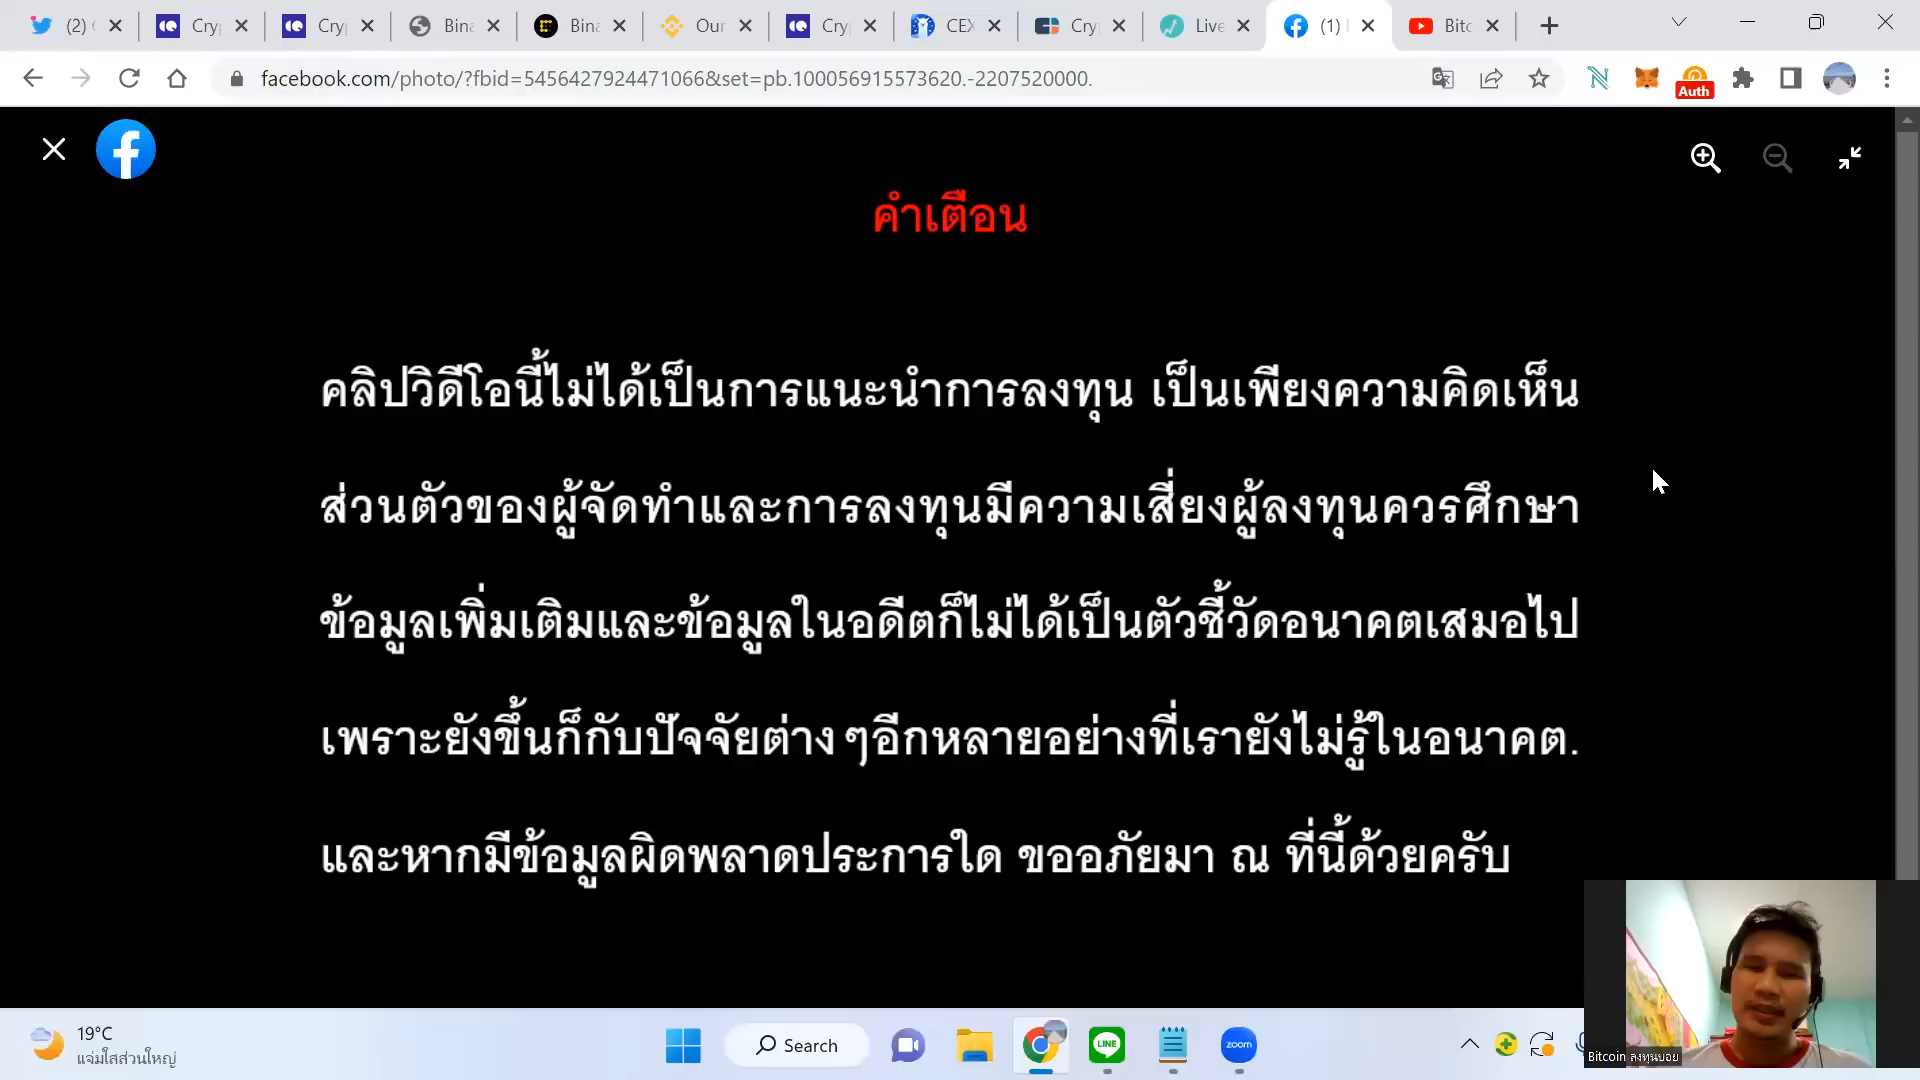 (2)
Cry
Cry
Bina
Bina
Our
Cry
CEX
Cry
Live
(1)
Bitc
facebook.com/photo/?fbid=5456427924471066&set=pb.100056915573620.-2207520000.
Auth
คำเตือน
คลิปวิดีโอนี้ไม่ได้เป็นการแนะนำการลงทุน เป็นเพียงความคิดเห็น
ส่วนตัวของผู้จัดทำและการลงทุนมีความเสี่ยงผู้ลงทุนควรศึกษา
ข้อมูลเพิ่มเติมและข้อมูลในอดีตก็ไม่ได้เป็นตัวชี้วัดอนาคตเสมอไป
เพราะยังขึ้นก็กับปัจจัยต่างๆอีกหลายอย่างที่เรายังไม่รู้ในอนาคต.
และหากมีข้อมูลผิดพลาดประการใด ขออภัยมา ณ ที่นี้ด้วยครับ
19°C
แจ่มใสส่วนใหญ่
Search
LINE
zoom
Bitcoin ลงทุนบอย